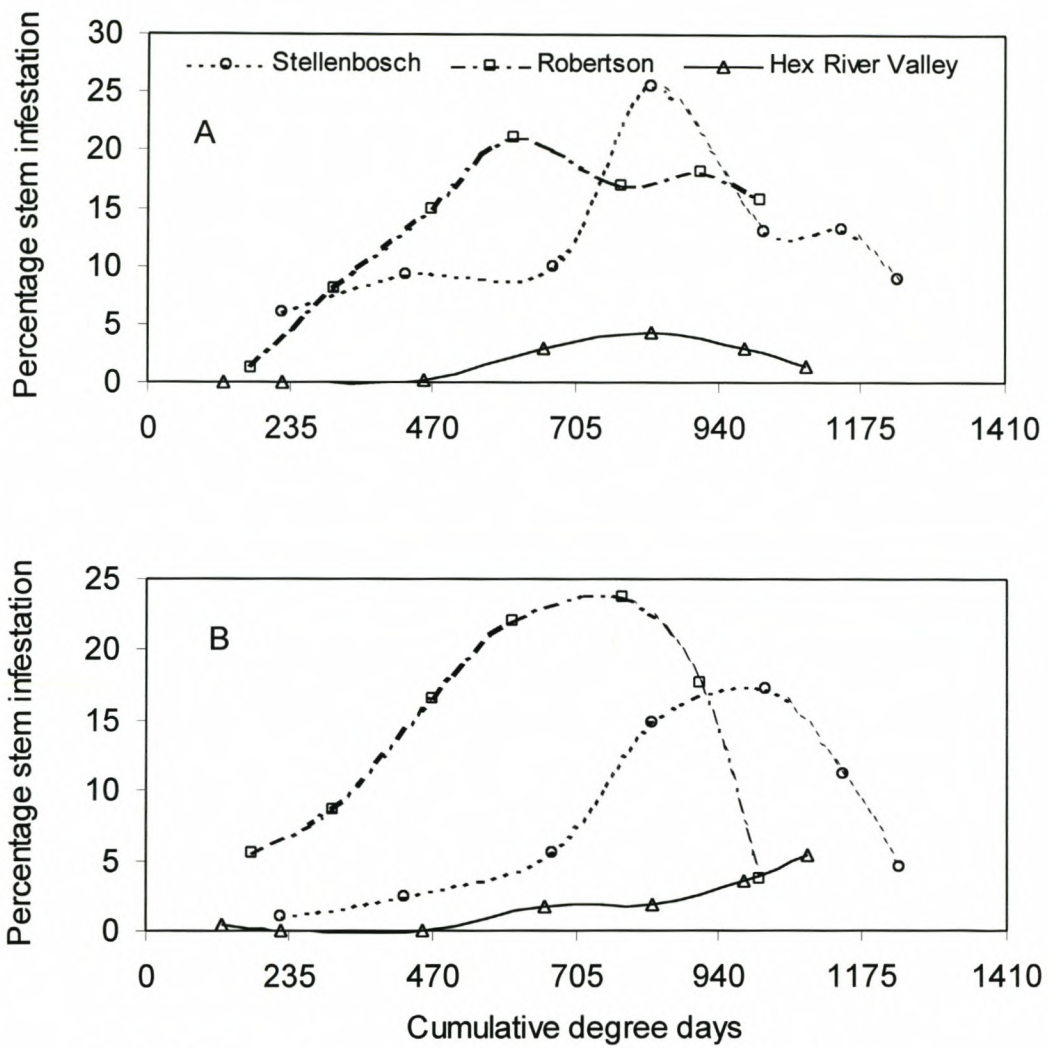 Percentage stem infestation
30
25
20
15
10
5
0
Stellenbosch Robertson Hex River Valley
A
0 235 470 705 940 1175 1410
Percentage stem infestation
25
20
15
10
5
0
B
0 235 470 705 940 1175 1410
Cumulative degree days